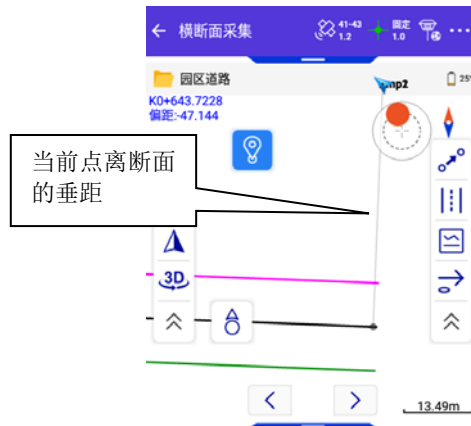 横断面采集
41-43
1.2
固定
1.0
园区道路
25
K0+643.7228
偏距:-47.144
当前点离断面
的垂距
3D
13.49m